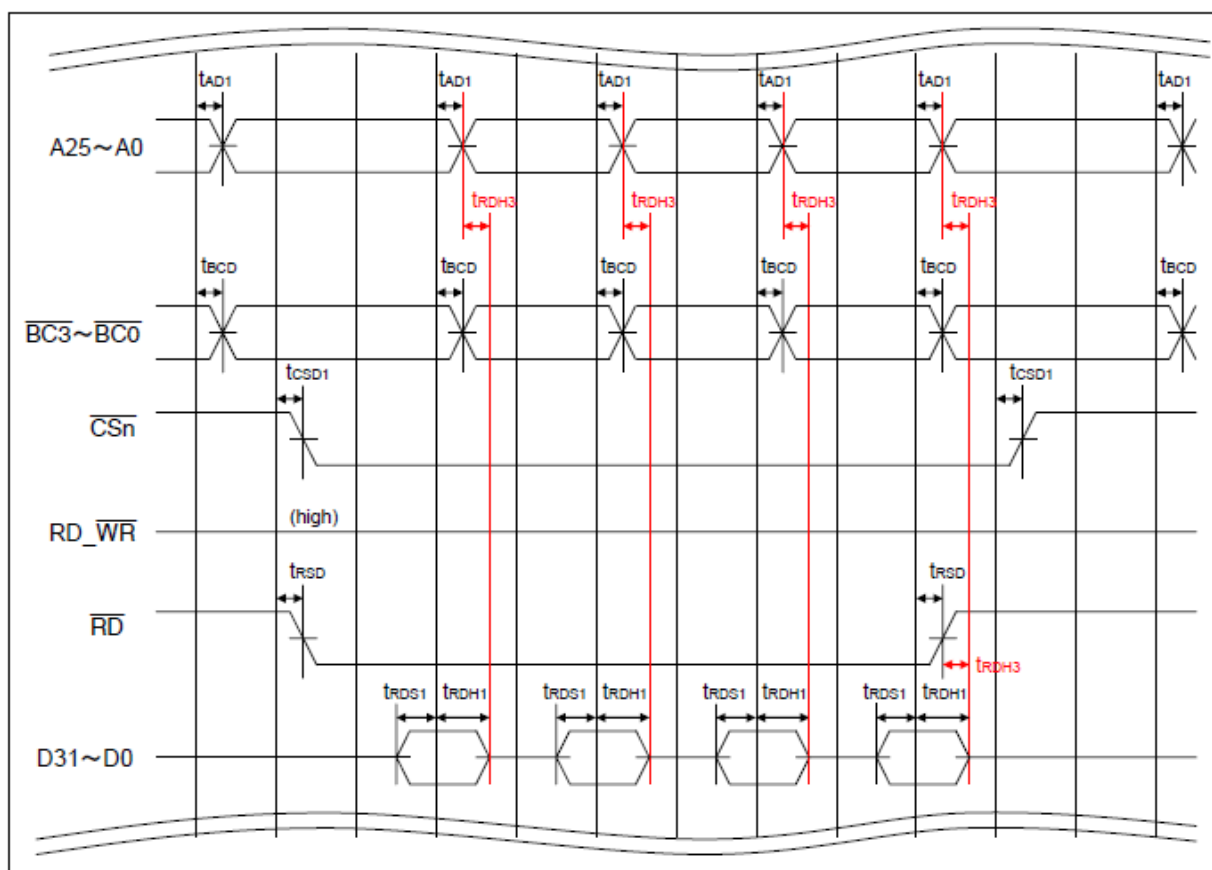 tAD1 tAD1 tAD1 tAD1 tAD1 tAD1
A25~A0
tRDH3 tRDH3 tRDH3 tRDH3
tBCD tBCD tBCD tBCD tBCD tBCD
BC3~BC0
tCSD1 tCSD1
CSn
(high)
RD_WR
tRSD tRSD
RD
tRDH3
tRDS1 tRDH1 tRDS1 tRDH1 tRDS1 tRDH1 tRDS1 tRDH1
D31~D0